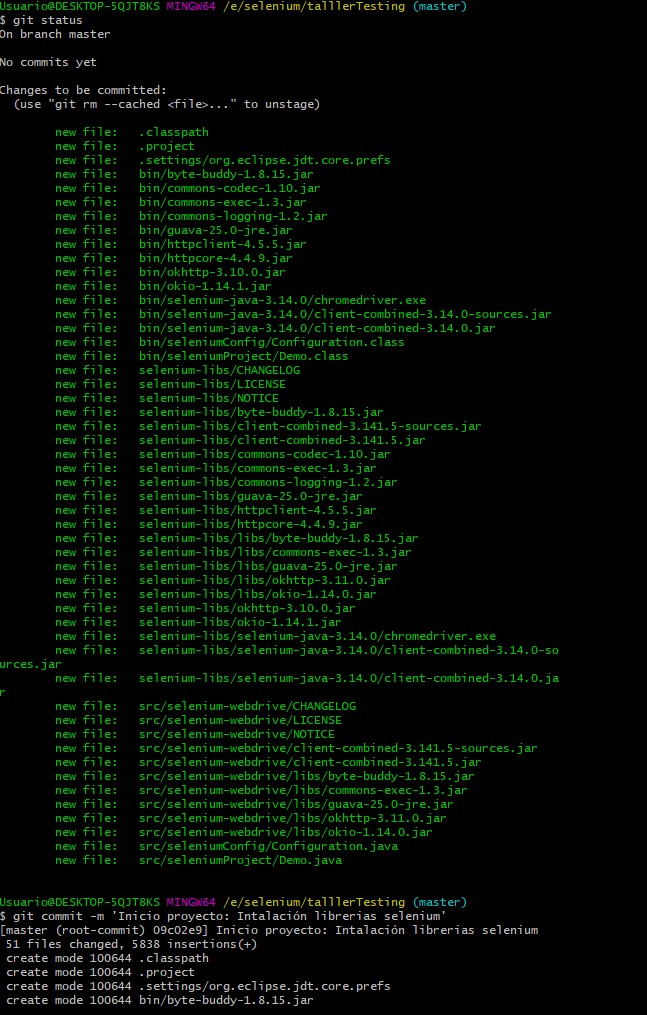 Usuario@DESKTOP-5QJT8KS MINGW64 /e/selenium/talllerTesting (master)
$ git status
On branch master
No commits yet
Changes to be committed:
(use "git rm --cached <file>..." to unstage)
new file: .classpath
new file: .project
new file: .settings/org.eclipse.jdt.core.prefs
new file: bin/byte-buddy-1.8.15.jar
new file: bin/commons-codec-1.10.jar
new file: bin/commons-exec-1.3.jar
new file: bin/commons-logging-1.2.jar
new file: bin/guava-25.0-jre.jar
new file: bin/httpclient-4.5.5.jar
new file: bin/httpcore-4.4.9.jar
new file: bin/okhttp-3.10.0.jar
new file: bin/okio-1.14.1.jar
new file: bin/selenium-java-3.14.0/chromedriver.exe
new file: bin/selenium-java-3.14.0/client-combined-3.14.0-sources.jar
new file: bin/selenium-java-3.14.0/client-combined-3.14.0.jar
new file: bin/seleniumConfig/Configuration.class
new file: bin/seleniumProject/Demo.class
new file: selenium-libs/CHANGELOG
new file: selenium-libs/LICENSE
new file: selenium-libs/NOTICE
new file: selenium-libs/byte-buddy-1.8.15.jar
new file: selenium-libs/client-combined-3.141.5-sources.jar
new file: selenium-libs/client-combined-3.141.5.jar
new file: selenium-libs/commons-codec-1.10.jar
new file: selenium-libs/commons-exec-1.3.jar
new file: selenium-libs/commons-logging-1.2.jar
new file: selenium-libs/guava-25.0-jre.jar
new file: selenium-libs/httpclient-4.5.5.jar
new file: selenium-libs/httpcore-4.4.9.jar
new file: selenium-libs/libs/byte-buddy-1.8.15.jar
new file: selenium-libs/libs/commons-exec-1.3.jar
new file: selenium-libs/libs/guava-25.0-jre.jar
new file: selenium-libs/libs/okhttp-3.11.0.jar
new file: selenium-libs/libs/okio-1.14.0.jar
new file: selenium-libs/okhttp-3.10.0.jar
new file: selenium-libs/okio-1.14.1.jar
new file: selenium-libs/selenium-java-3.14.0/chromedriver.exe
new file: selenium-libs/selenium-java-3.14.0/client-combined-3.14.0-so
urces.jar
new file: selenium-libs/selenium-java-3.14.0/client-combined-3.14.0.ja
r
new file: src/selenium-webdrive/CHANGELOG
new file: src/selenium-webdrive/LICENSE
new file: src/selenium-webdrive/NOTICE
new file: src/selenium-webdrive/client-combined-3.141.5-sources.jar
new file: src/selenium-webdrive/client-combined-3.141.5.jar
new file: src/selenium-webdrive/libs/byte-buddy-1.8.15.jar
new file: src/selenium-webdrive/libs/commons-exec-1.3.jar
new file: src/selenium-webdrive/libs/guava-25.0-jre.jar
new file: src/selenium-webdrive/libs/okhttp-3.11.0.jar
new file: src/selenium-webdrive/libs/okio-1.14.0.jar
new file: src/seleniumConfig/Configuration.java
new file: src/seleniumProject/Demo.java
Usuario@DESKTOP-5QJT8KS MINGW64 /e/selenium/talllerTesting (master)
$ git commit -m 'Inicio proyecto: Intalación librerias selenium'
[master (root-commit) 09c02e9] Inicio proyecto: Intalación librerias selenium
51 files changed, 5838 insertions(+)
create mode 100644 .classpath
create mode 100644 .project
create mode 100644 .settings/org.eclipse.jdt.core.prefs
create mode 100644 bin/byte-buddy-1.8.15.jar